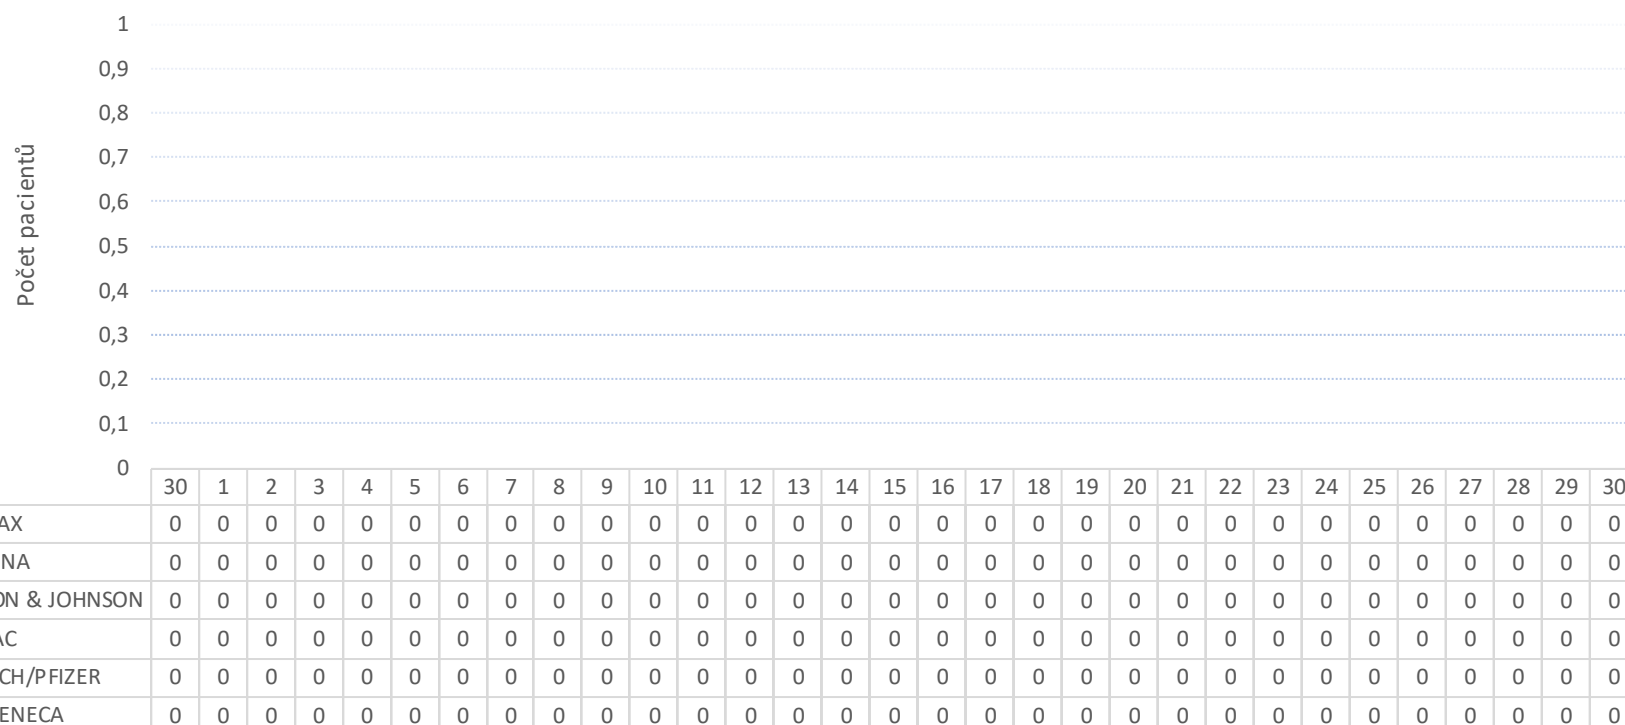 1
0,9
0,8
0,7
0,6
0,5
0,4
0,3
0,2
0,1
0
Počet pacientů
30 1 2 3 4 5 6 7 8 9 10 11 12 13 14 15 16 17 18 19 20 21 22 23 24 25 26 27 28 29 30
AX 0 0 0 0 0 0 0 0 0 0 0 0 0 0 0 0 0 0 0 0 0 0 0 0 0 0 0 0 0 0 0
NA 0 0 0 0 0 0 0 0 0 0 0 0 0 0 0 0 0 0 0 0 0 0 0 0 0 0 0 0 0 0 0
ON & JOHNSON 0 0 0 0 0 0 0 0 0 0 0 0 0 0 0 0 0 0 0 0 0 0 0 0 0 0 0 0 0 0 0
AC 0 0 0 0 0 0 0 0 0 0 0 0 0 0 0 0 0 0 0 0 0 0 0 0 0 0 0 0 0 0 0
CH/PFIZER 0 0 0 0 0 0 0 0 0 0 0 0 0 0 0 0 0 0 0 0 0 0 0 0 0 0 0 0 0 0 0
ENECA 0 0 0 0 0 0 0 0 0 0 0 0 0 0 0 0 0 0 0 0 0 0 0 0 0 0 0 0 0 0 0